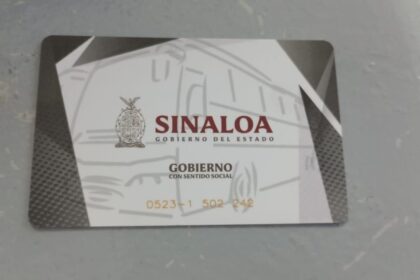 SINALOA
GOBIERNO DEL ESTADO
GOBIERNO
CON SENTIDO SOCIAL
0523-1 502 242